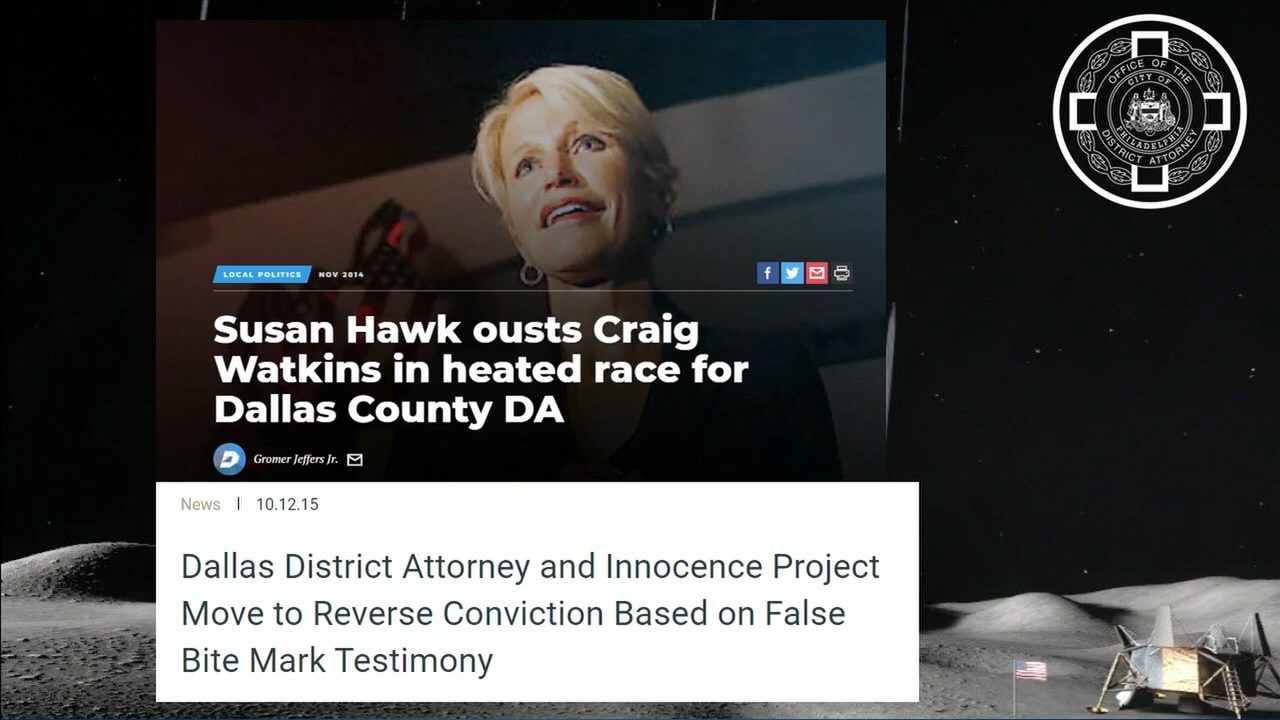 LOCAL POLITICS NOV 2014
f
Susan Hawk ousts Craig
Watkins in heated race for
Dallas County DA
Gromer Jeffers Jr.
News | 10.12.15
Dallas District Attorney and Innocence Project
Move to Reverse Conviction Based on False
Bite Mark Testimony
OFFICE OF THE
CITY OF
PHILADELPHIA
DISTRICT ATTORNEY